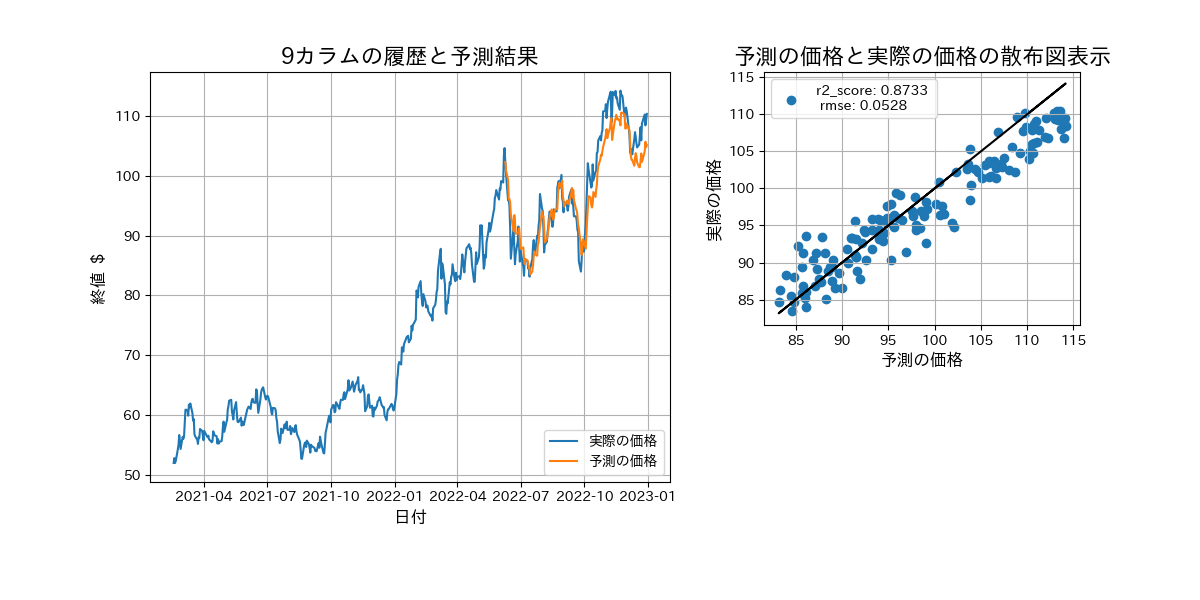 9カラムの履歴と予測結果
終値 $
110
100
90
80
70
60
50
2021-04 2021-07 2021-10 2022-01 2022-04 2022-07 2022-10 2023-01
日付
実際の価格
予測の価格
予測の価格と実際の価格の散布図表示
実際の価格
115
110
105
100
95
90
85
r2_score: 0.8733
rmse: 0.0528
85 90 95 100 105 110 115
予測の価格